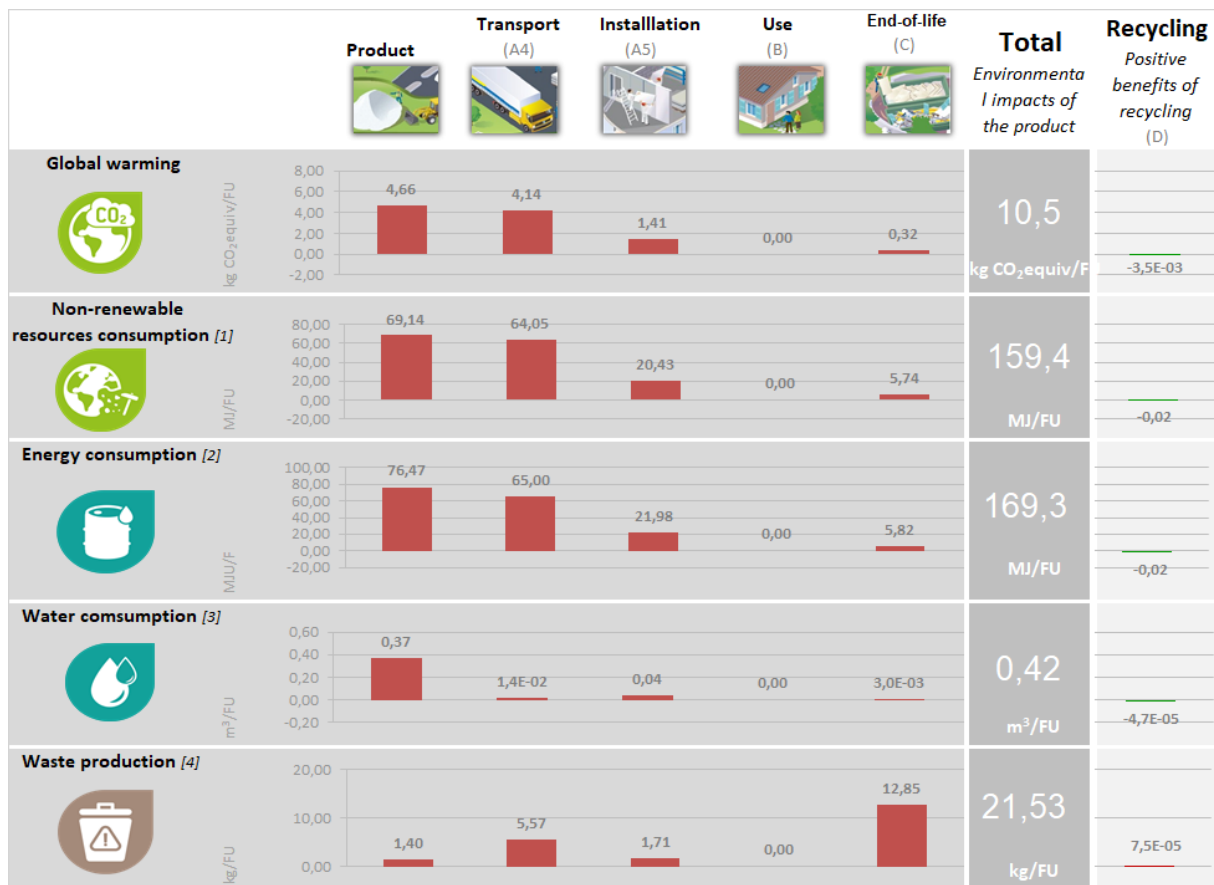 Product
Transport
(A4)
Installlation
(A5)
Use
(B)
End-of-life
(C)
Total
Environmenta
l impacts of
the product
Recycling
Positive
benefits of
recycling
(D)
Global warming
CO₂
kg CO₂equiv/FU
8,00
6,00
4,00
2,00
0,00
-2,00
4,66
4,14
1,41
0,00
0,32
10,5
kg CO₂equiv/F
-3,5E-03
Non-renewable
resources consumption [1]
MJ/FU
80,00
60,00
40,00
20,00
0,00
-20,00
69,14
64,05
20,43
0,00
5,74
159,4
MJ/FU
-0,02
Energy consumption [2]
MJU/F
100,00
80,00
60,00
40,00
20,00
0,00
-20,00
76,47
65,00
21,98
0,00
5,82
169,3
MJ/FU
-0,02
Water comsumption [3]
m³/FU
0,60
0,40
0,20
0,00
-0,20
0,37
1,4E-02
0,04
0,00
3,0E-03
0,42
m³/FU
-4,7E-05
Waste production [4]
kg/FU
20,00
10,00
0,00
1,40
5,57
1,71
0,00
12,85
21,53
kg/FU
7,5E-05